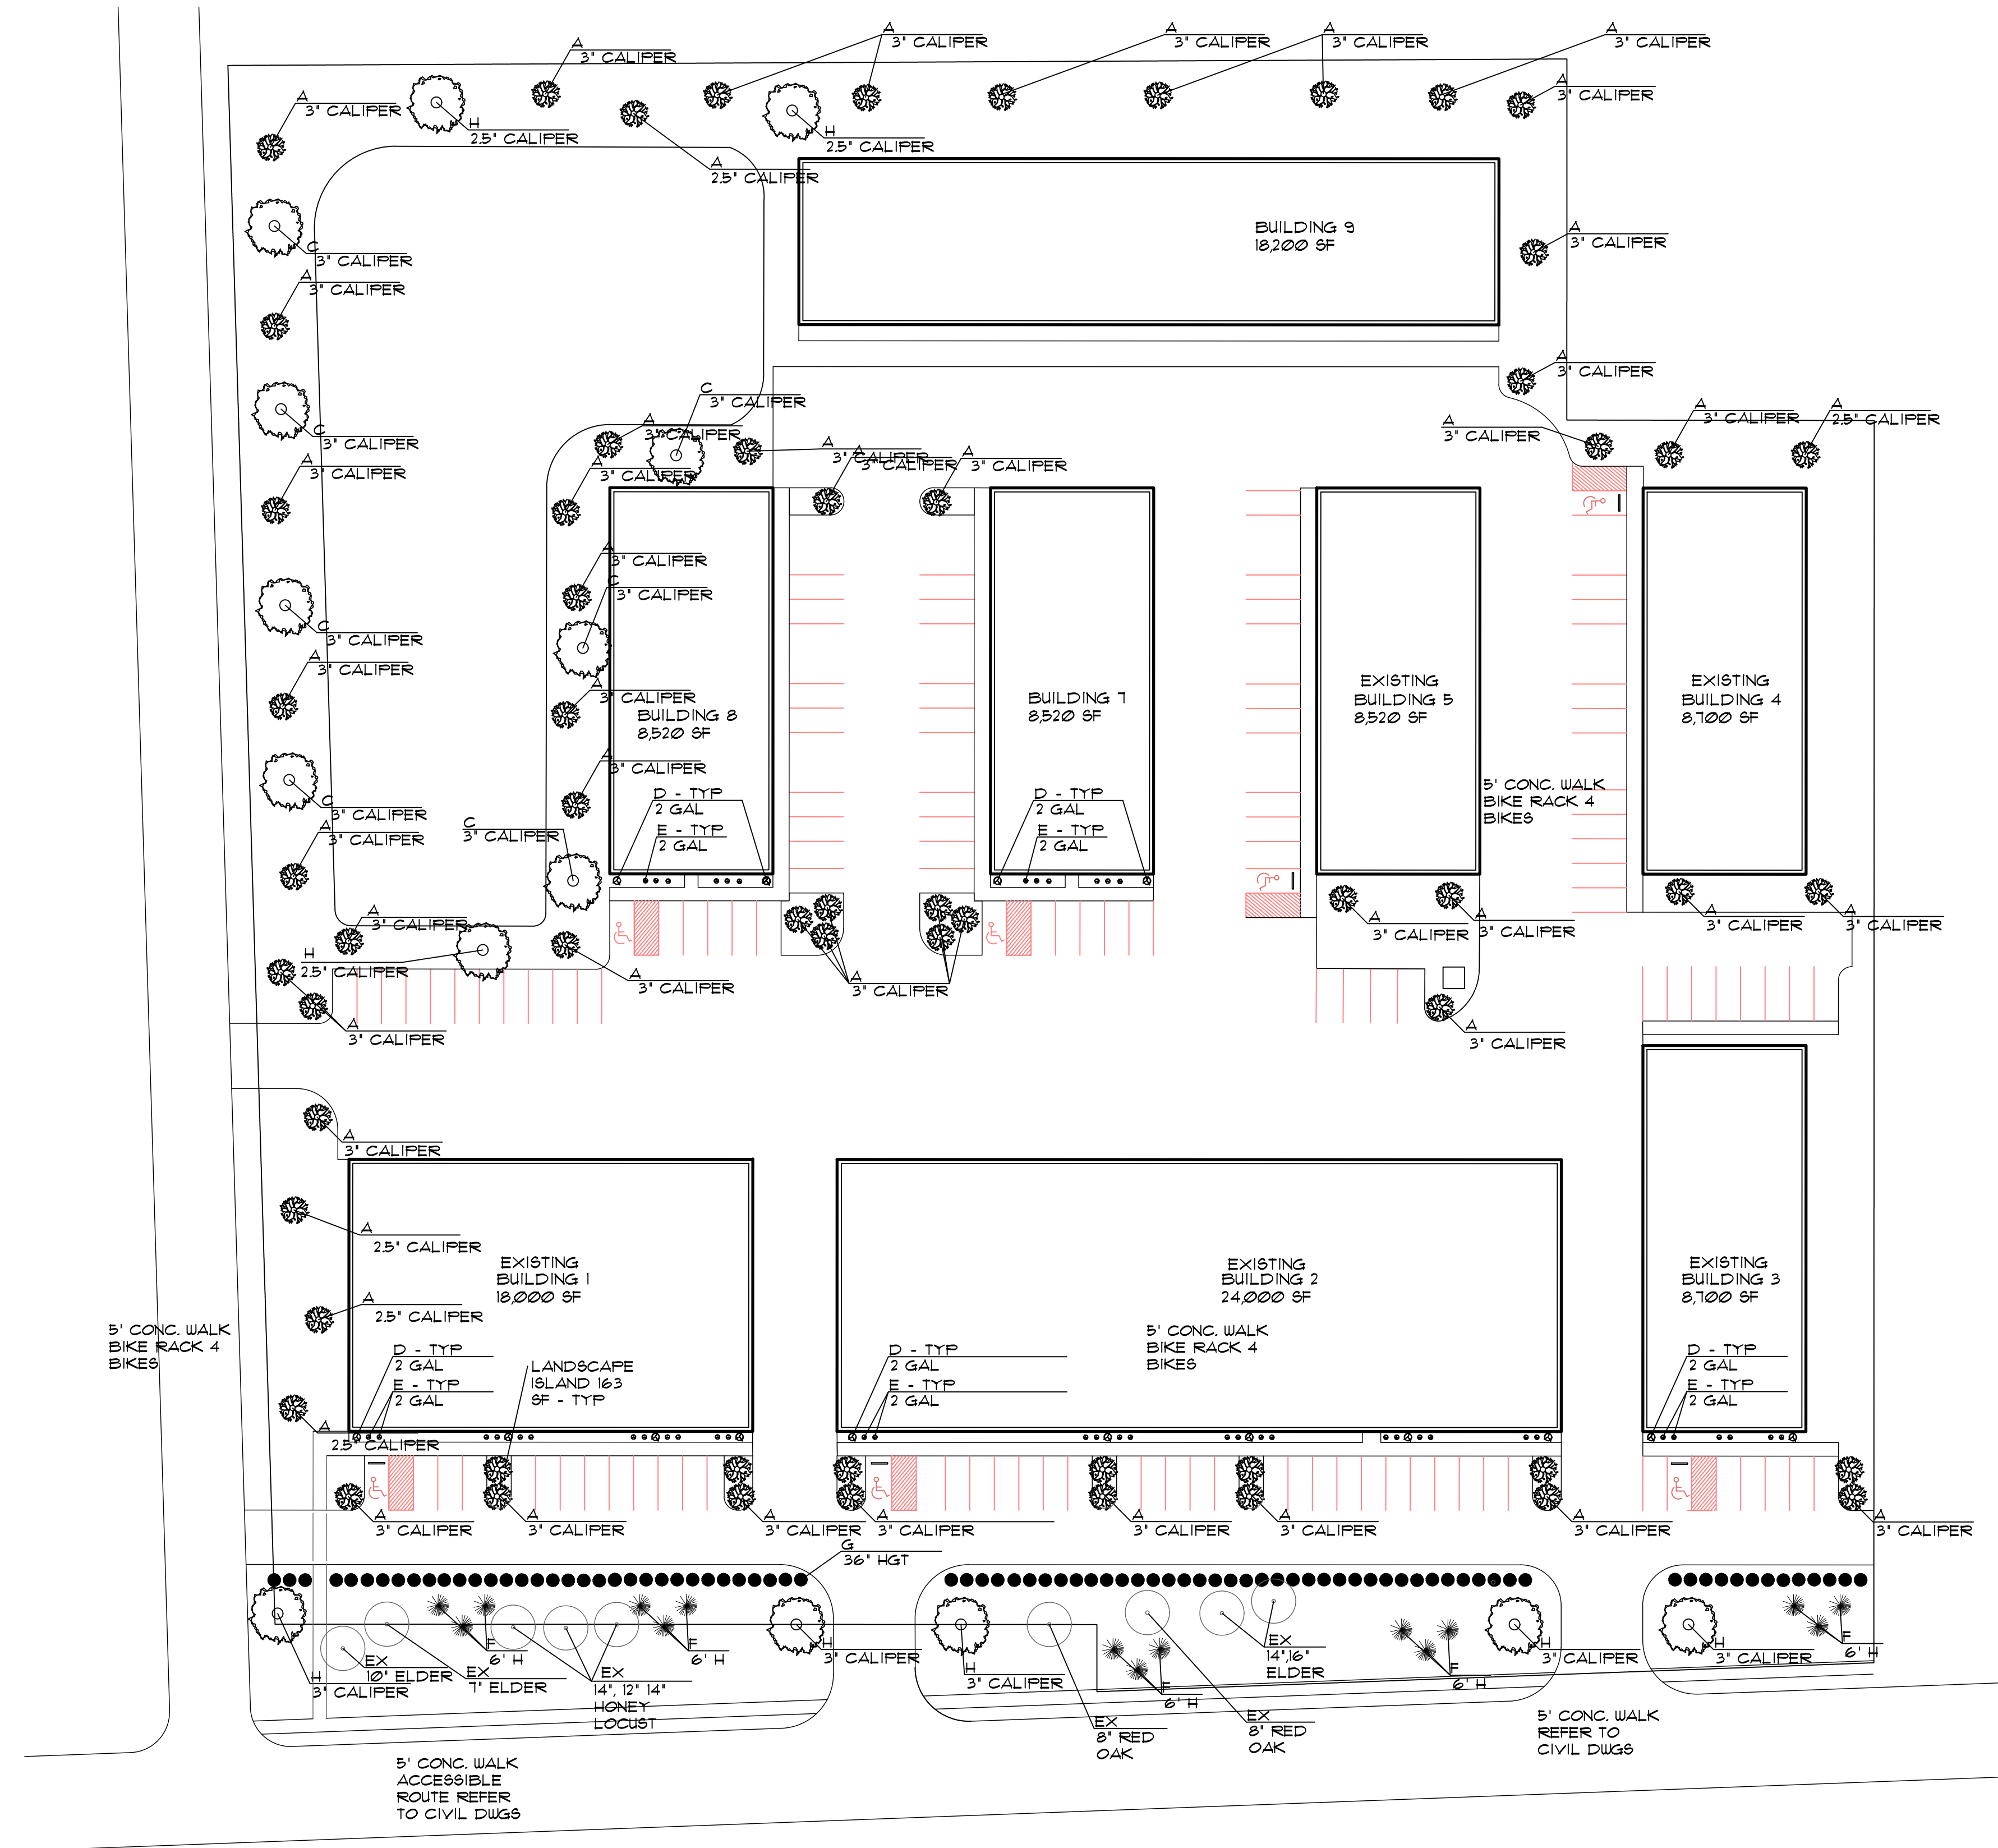 A
3" CALIPER
A
3" CALIPER
A
3" CALIPER
A
3" CALIPER
A
3" CALIPER
A
3" CALIPER
A
3" CALIPER
H
2.5" CALIPER
H
2.5" CALIPER
A
2.5" CALIPER
BUILDING 9
18,200 SF
A
3" CALIPER
C
3" CALIPER
A
3" CALIPER
A
3" CALIPER
C
3" CALIPER
A
3" CALIPER
A
3" CALIPER
A
2.5" CALIPER
A
3" CALIPER
A
3" CALIPER
C
3" CALIPER
A
3" CALIPER
A
3" CALIPER
A
3" CALIPER
A
3" CALIPER
A
3" CALIPER
A
3" CALIPER
C
3" CALIPER
C
3" CALIPER
A
3" CALIPER
A
3" CALIPER
BUILDING 8
8,520 SF
BUILDING 7
8,520 SF
EXISTING
BUILDING 5
8,520 SF
EXISTING
BUILDING 4
8,700 SF
A
3" CALIPER
5' CONC. WALK
BIKE RACK 4
BIKES
D - TYP
2 GAL
E - TYP
2 GAL
D - TYP
2 GAL
E - TYP
2 GAL
C
3" CALIPER
A
3" CALIPER
C
3" CALIPER
A
3" CALIPER
A
3" CALIPER
A
3" CALIPER
A
3" CALIPER
A
3" CALIPER
H
2.5" CALIPER
A
3" CALIPER
A
3" CALIPER
A
3" CALIPER
A
3" CALIPER
A
3" CALIPER
A
2.5" CALIPER
EXISTING
BUILDING 1
18,000 SF
EXISTING
BUILDING 2
24,000 SF
EXISTING
BUILDING 3
8,700 SF
A
2.5" CALIPER
5' CONC. WALK
BIKE RACK 4
BIKES
5' CONC. WALK
BIKE RACK 4
BIKES
D - TYP
2 GAL
E - TYP
2 GAL
LANDSCAPE
ISLAND 163
SF - TYP
D - TYP
2 GAL
E - TYP
2 GAL
D - TYP
2 GAL
E - TYP
2 GAL
A
2.5" CALIPER
A
3" CALIPER
A
3" CALIPER
A
3" CALIPER
A
3" CALIPER
A
3" CALIPER
A
3" CALIPER
A
3" CALIPER
A
3" CALIPER
G
36" HGT
H
3" CALIPER
EX
10" ELDER
EX
7" ELDER
F
6' H
EX
14", 12" 14"
HONEY
LOCUST
F
6' H
H
3" CALIPER
H
3" CALIPER
F
6' H
EX
14",16"
ELDER
F
6' H
H
3" CALIPER
H
3" CALIPER
F
6' H
EX
8" RED
OAK
EX
8" RED
OAK
5' CONC. WALK
REFER TO
CIVIL DWGS
5' CONC. WALK
ACCESSIBLE
ROUTE REFER
TO CIVIL DWGS